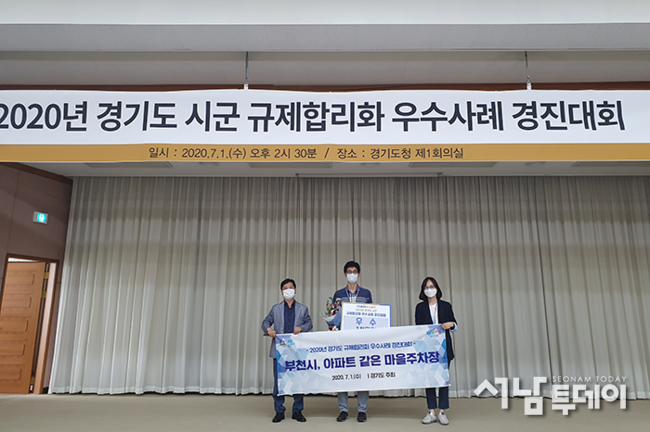 2020년 경기도 시군 규제합리화 우수사례 경진대회
일시 : 2020.7.1.(수) 오후 2시 30분 / 장소 : 경기도청 제1회의실
우 수
- 2020년 경기도 규제합리화 우수사례 경진대회 -
부천시, 아파트 같은 마을주차장
2020. 7. 1.(수) ㅣ경기도 주최
SEONAM TODAY
서남투데이